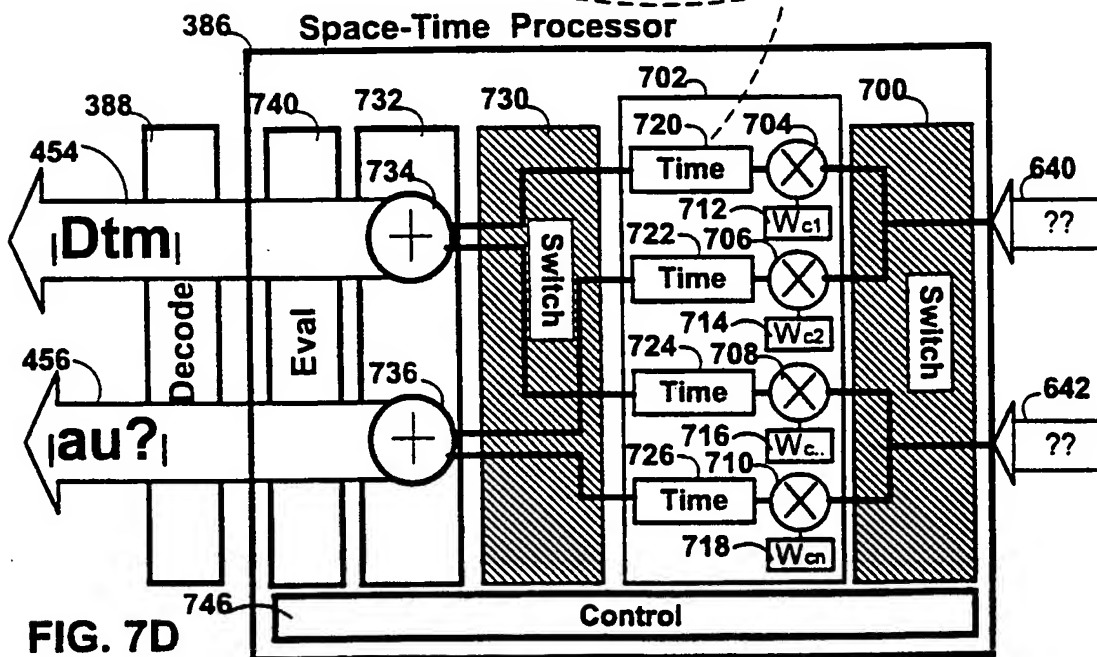 386
Space-Time Processor
388
740
732
730
702
700
720
704
454
734
Time
640
??
|Dtm|
712
Wc1
722
706
Switch
Time
Decode
Eval
714
Wc2
Switch
724
708
456
736
Time
642
??
|au?|
716
Wc..
726
710
Time
718
Wcn
746
Control
FIG. 7D